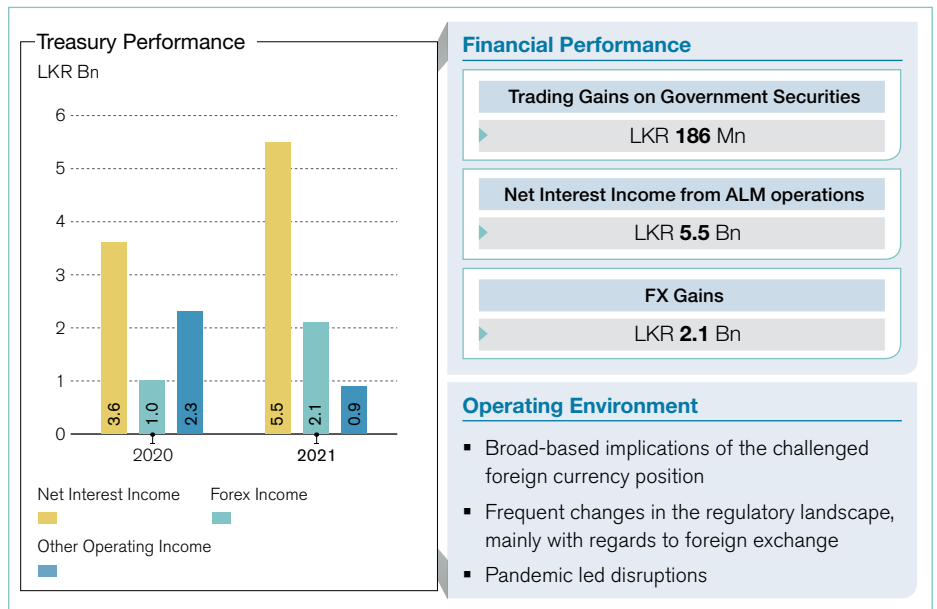 Treasury Performance
LKR Bn
6
5
4
3
2
1
0
3.6
1.0
2.3
5.5
2.1
0.9
2020
2021
Net Interest Income
Forex Income
Other Operating Income
Financial Performance
Trading Gains on Government Securities
LKR 186 Mn
Net Interest Income from ALM operations
LKR 5.5 Bn
FX Gains
LKR 2.1 Bn
Operating Environment
▪ Broad-based implications of the challenged
foreign currency position
▪ Frequent changes in the regulatory landscape,
mainly with regards to foreign exchange
▪ Pandemic led disruptions